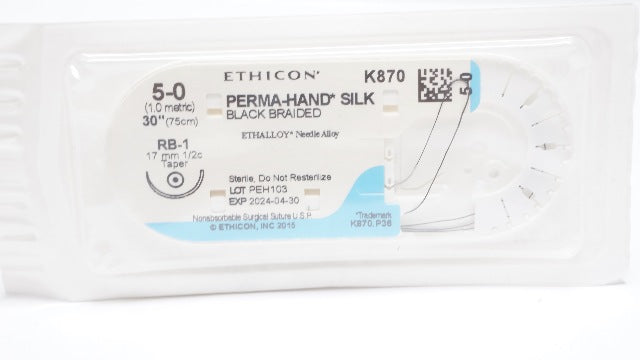 ETHICON*
K870
5-0
(1.0 metric)
30" (75cm)
PERMA-HAND* SILK
BLACK BRAIDED
ETHALLOY* Needle Alloy
RB-1
17 mm 1/2c
Taper
Sterile, Do Not Resterilize
LOT PEH103
EXP 2024-04-30
Nonabsorbable Surgical Suture U.S.P.
© ETHICON, INC 2015
*Trademark
K870.P36
5-0